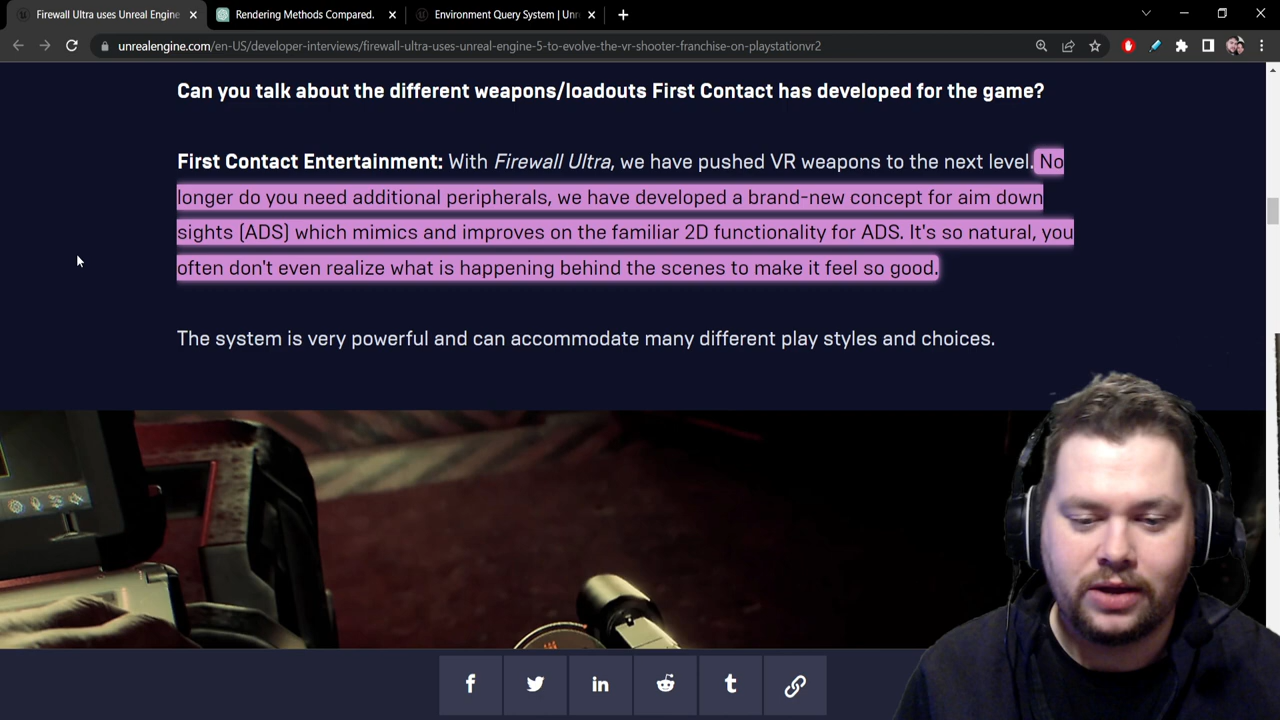 Firewall Ultra uses Unreal Engine
Rendering Methods Compared.
Environment Query System | Unr
unrealengine.com/en-US/developer-interviews/firewall-ultra-uses-unreal-engine-5-to-evolve-the-vr-shooter-franchise-on-playstationvr2
Can you talk about the different weapons/loadouts First Contact has developed for the game?
First Contact Entertainment: With Firewall Ultra, we have pushed VR weapons to the next level. No
longer do you need additional peripherals, we have developed a brand-new concept for aim down
sights (ADS) which mimics and improves on the familiar 2D functionality for ADS. It's so natural, you
often don't even realize what is happening behind the scenes to make it feel so good.
The system is very powerful and can accommodate many different play styles and choices.